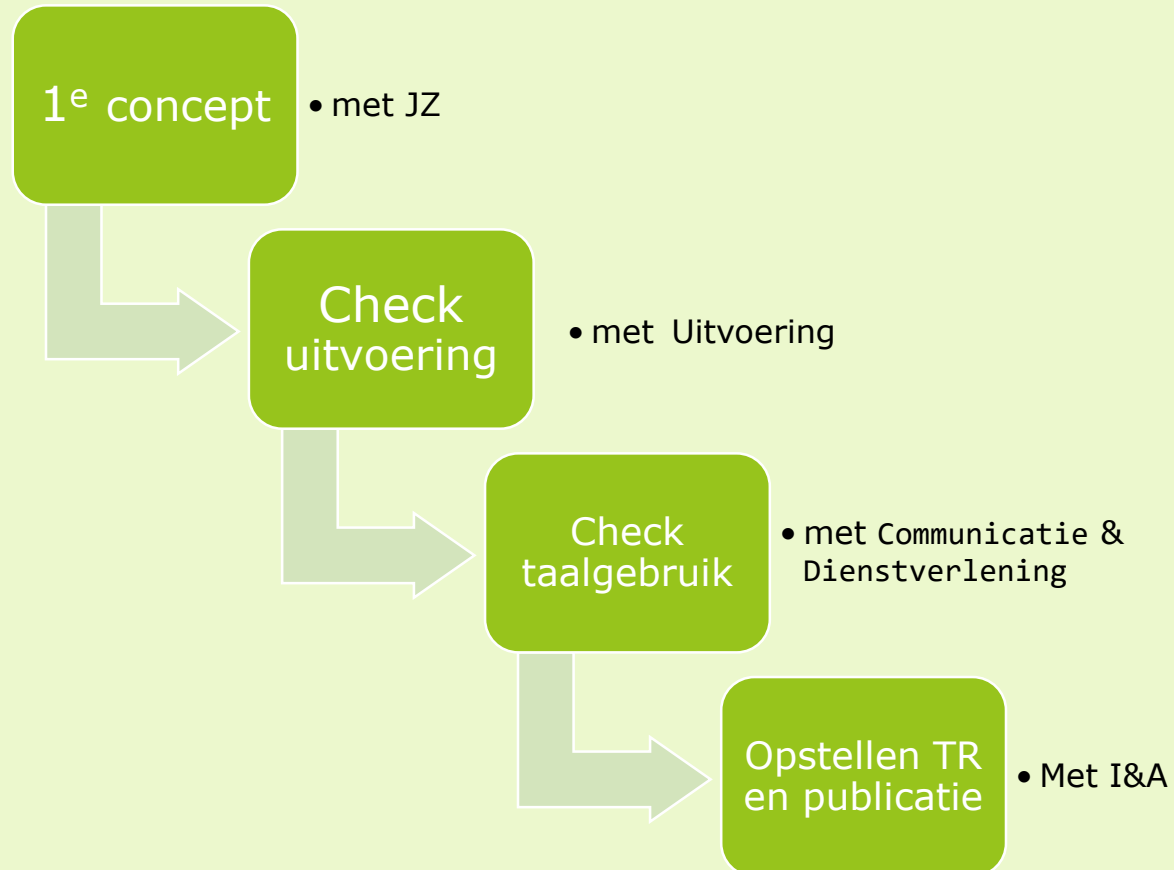 1e concept
• met JZ
Check
uitvoering
• met Uitvoering
Check
taalgebruik
• met Communicatie &
Dienstverlening
Opstellen TR
en publicatie
• Met I&A